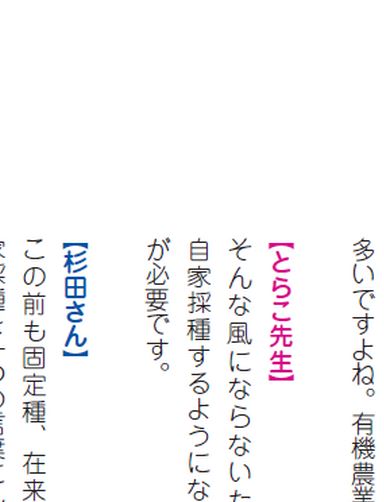 多いですよね。有機農業
【とらこ先生】
そんな風にならないた
自家採種するようにな
が必要です。
【杉田さん】
この前も固定種、在来